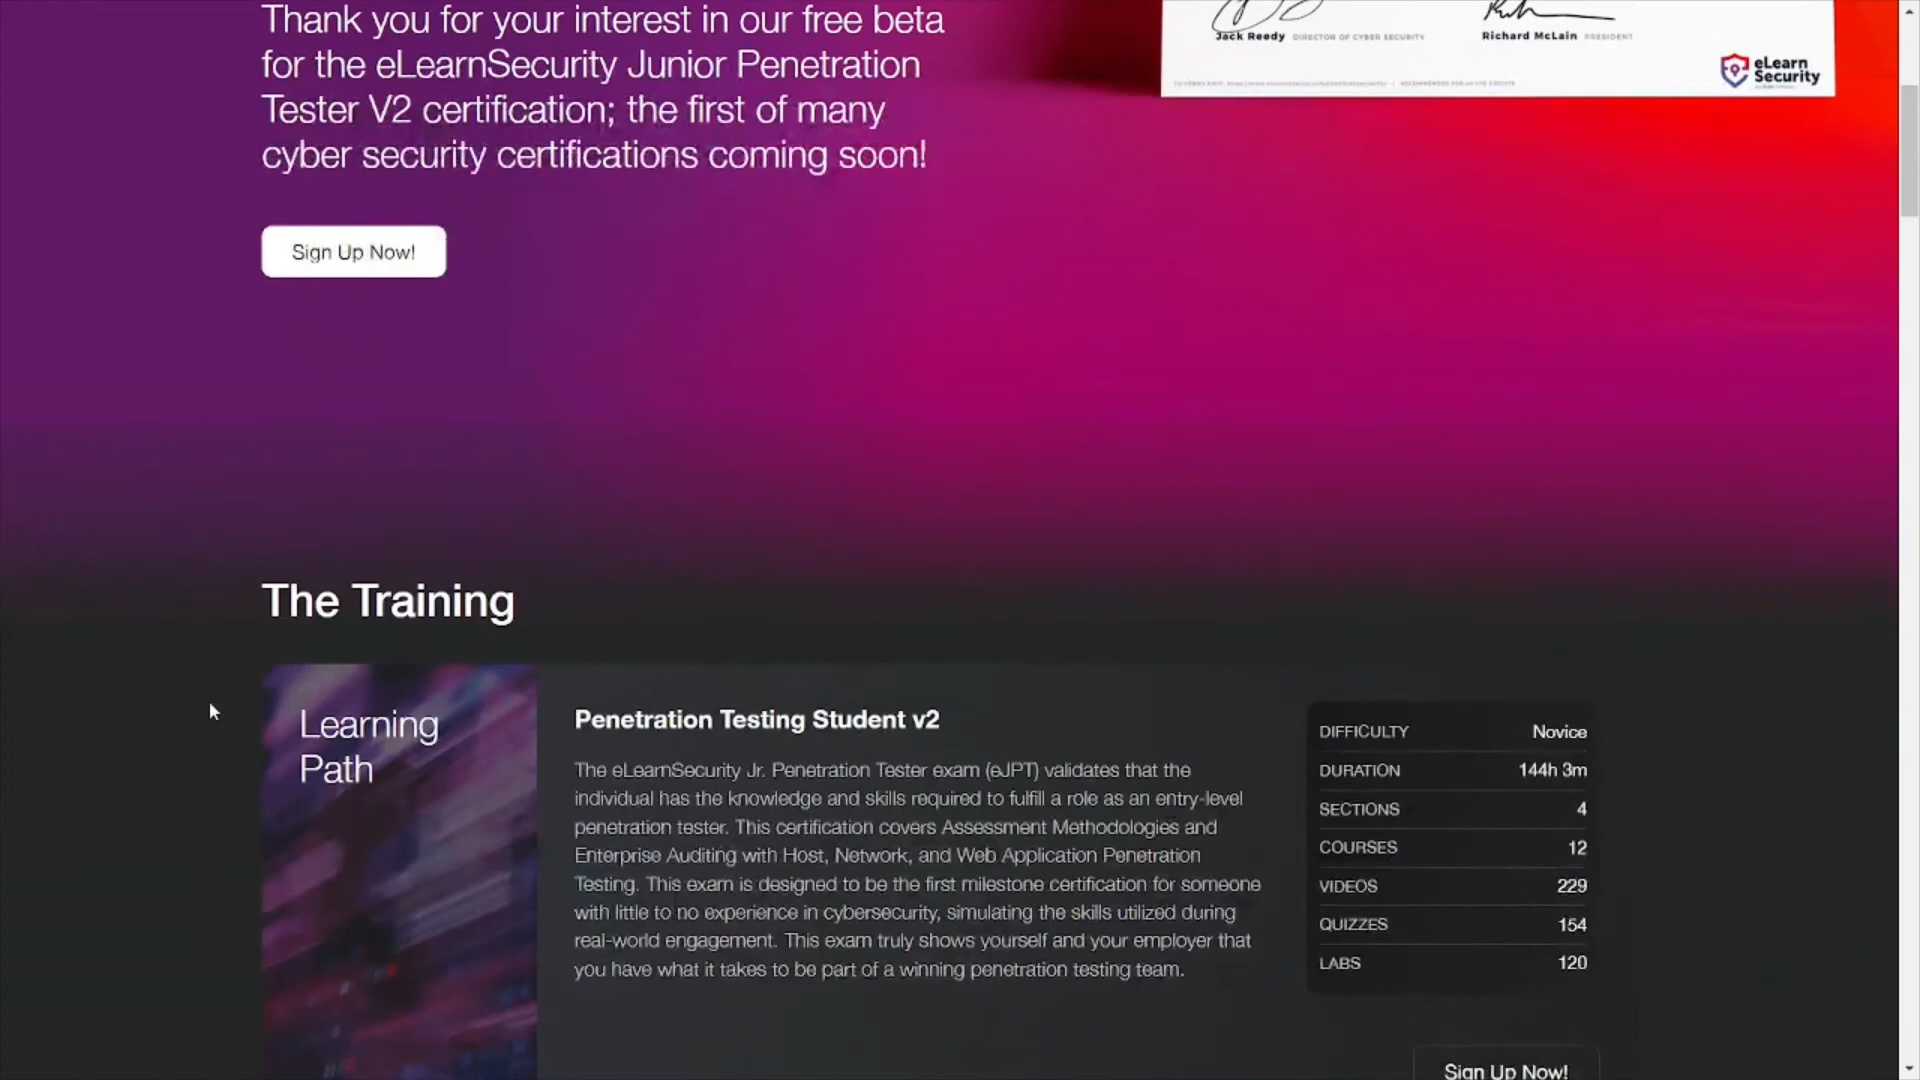 Thank you for your interest in our free beta
for the eLearnSecurity Junior Penetration
Tester V2 certification; the first of many
cyber security certifications coming soon!
Sign Up Now!
Jack Reedy DIRECTOR OF CYBER SECURITY
Richard McLain PRESIDENT
eLearn
Security
The Training
Learning
Path
Penetration Testing Student v2
The eLearnSecurity Jr. Penetration Tester exam (eJPT) validates that the
individual has the knowledge and skills required to fulfill a role as an entry-level
penetration tester. This certification covers Assessment Methodologies and
Enterprise Auditing with Host, Network, and Web Application Penetration
Testing. This exam is designed to be the first milestone certification for someone
with little to no experience in cybersecurity, simulating the skills utilized during
real-world engagement. This exam truly shows yourself and your employer that
you have what it takes to be part of a winning penetration testing team.
DIFFICULTY Novice
DURATION 144h 3m
SECTIONS 4
COURSES 12
VIDEOS 229
QUIZZES 154
LABS 120
Sign Up Now!